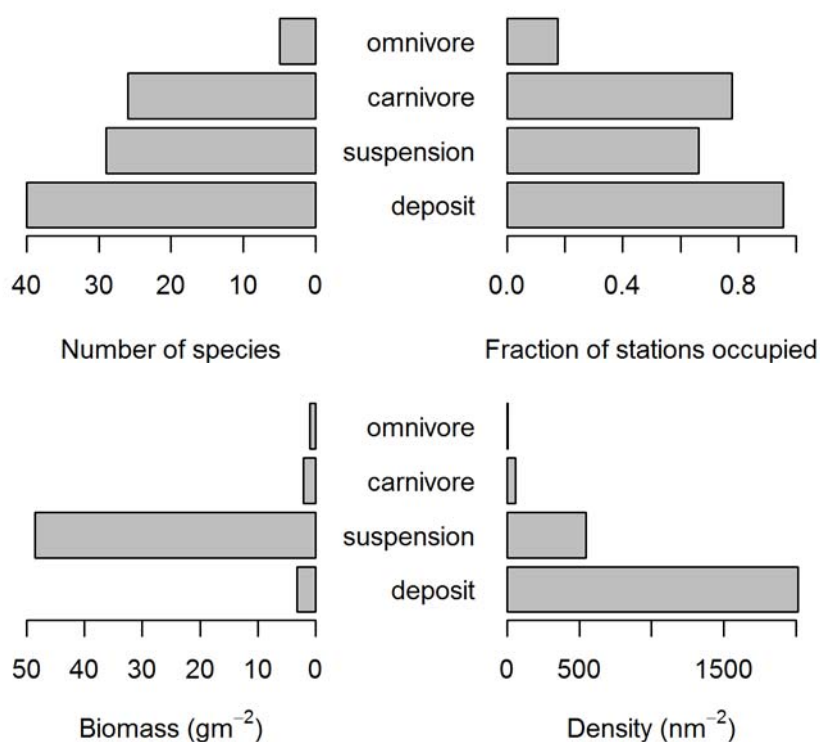 omnivore
carnivore
suspension
deposit
40 30 20 10 0
0.0 0.4 0.8
Number of species
Fraction of stations occupied
omnivore
carnivore
suspension
deposit
50 40 30 20 10 0
0 500 1500
Biomass (gm⁻²)
Density (nm⁻²)